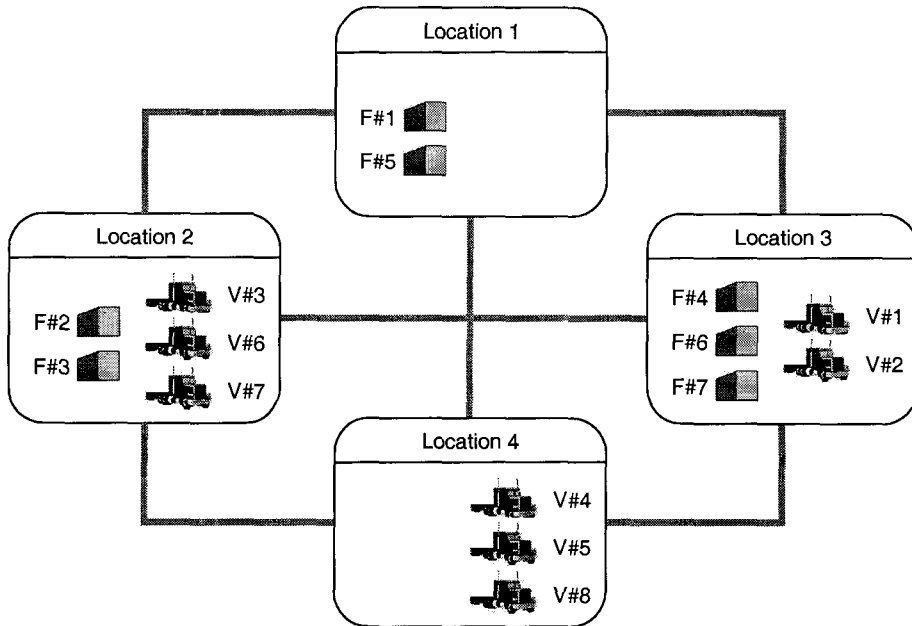 Location 1
F#1
F#5
Location 2
V#3
F#2
V#6
F#3
V#7
Location 3
F#4
V#1
F#6
V#2
F#7
Location 4
V#4
V#5
V#8